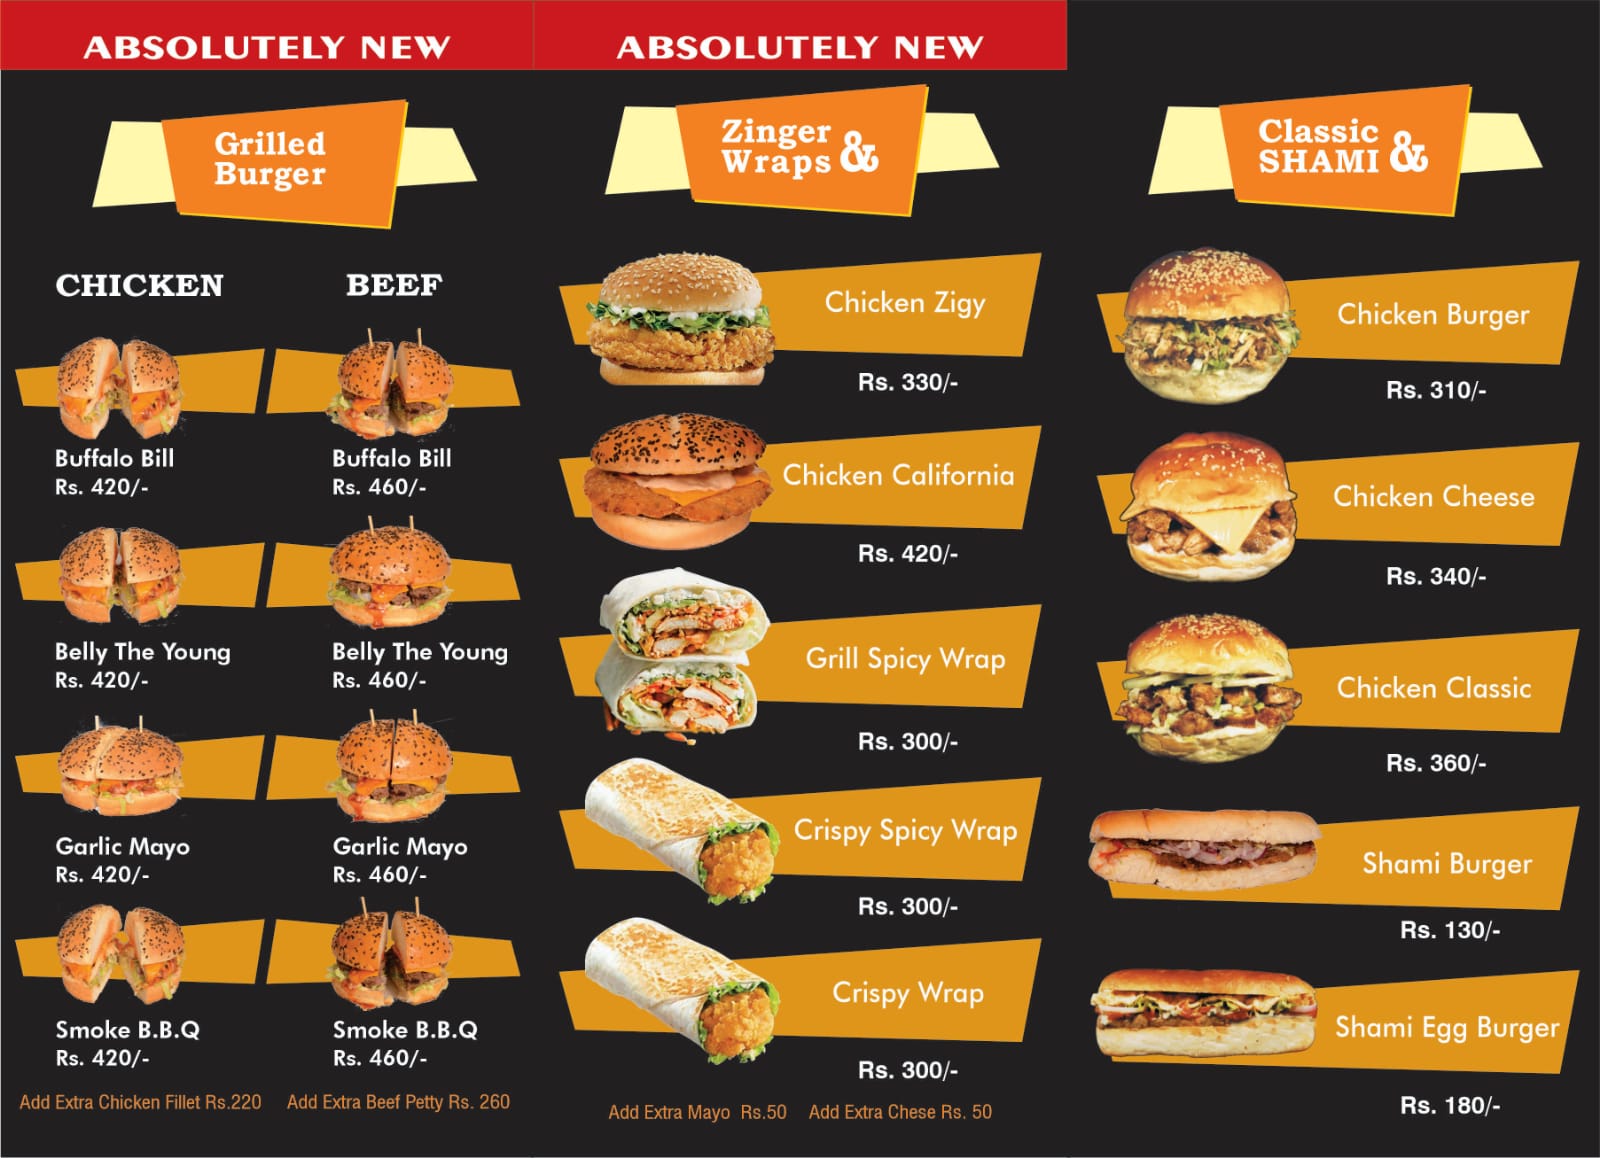 ABSOLUTELY NEW
Grilled
Burger
CHICKEN
BEEF
Buffalo Bill
Rs. 420/-
Buffalo Bill
Rs. 460/-
Belly The Young
Rs. 420/-
Belly The Young
Rs. 460/-
Garlic Mayo
Rs. 420/-
Garlic Mayo
Rs. 460/-
Smoke B.B.Q
Rs. 420/-
Smoke B.B.Q
Rs. 460/-
Add Extra Chicken Fillet Rs.220
Add Extra Beef Petty Rs. 260
ABSOLUTELY NEW
Zinger &
Wraps
Chicken Zigy
Rs. 330/-
Chicken California
Rs. 420/-
Grill Spicy Wrap
Rs. 300/-
Crispy Spicy Wrap
Rs. 300/-
Crispy Wrap
Rs. 300/-
Add Extra Mayo Rs.50
Add Extra Chese Rs. 50
Classic &
SHAMI
Chicken Burger
Rs. 310/-
Chicken Cheese
Rs. 340/-
Chicken Classic
Rs. 360/-
Shami Burger
Rs. 130/-
Shami Egg Burger
Rs. 180/-